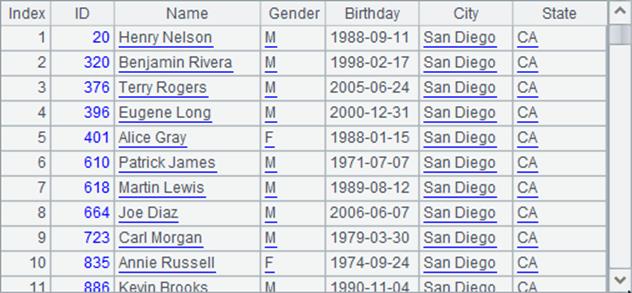 Index ID Name Gender Birthday City State
1 20 Henry Nelson M 1988-09-11 San Diego CA
2 320 Benjamin Rivera M 1998-02-17 San Diego CA
3 376 Terry Rogers M 2005-06-24 San Diego CA
4 396 Eugene Long M 2000-12-31 San Diego CA
5 401 Alice Gray F 1988-01-15 San Diego CA
6 610 Patrick James M 1971-07-07 San Diego CA
7 618 Martin Lewis M 1989-08-12 San Diego CA
8 664 Joe Diaz M 2006-06-07 San Diego CA
9 723 Carl Morgan M 1979-03-30 San Diego CA
10 835 Annie Russell F 1974-09-24 San Diego CA
11 886 Kevin Brooks M 1990-11-04 San Diego CA